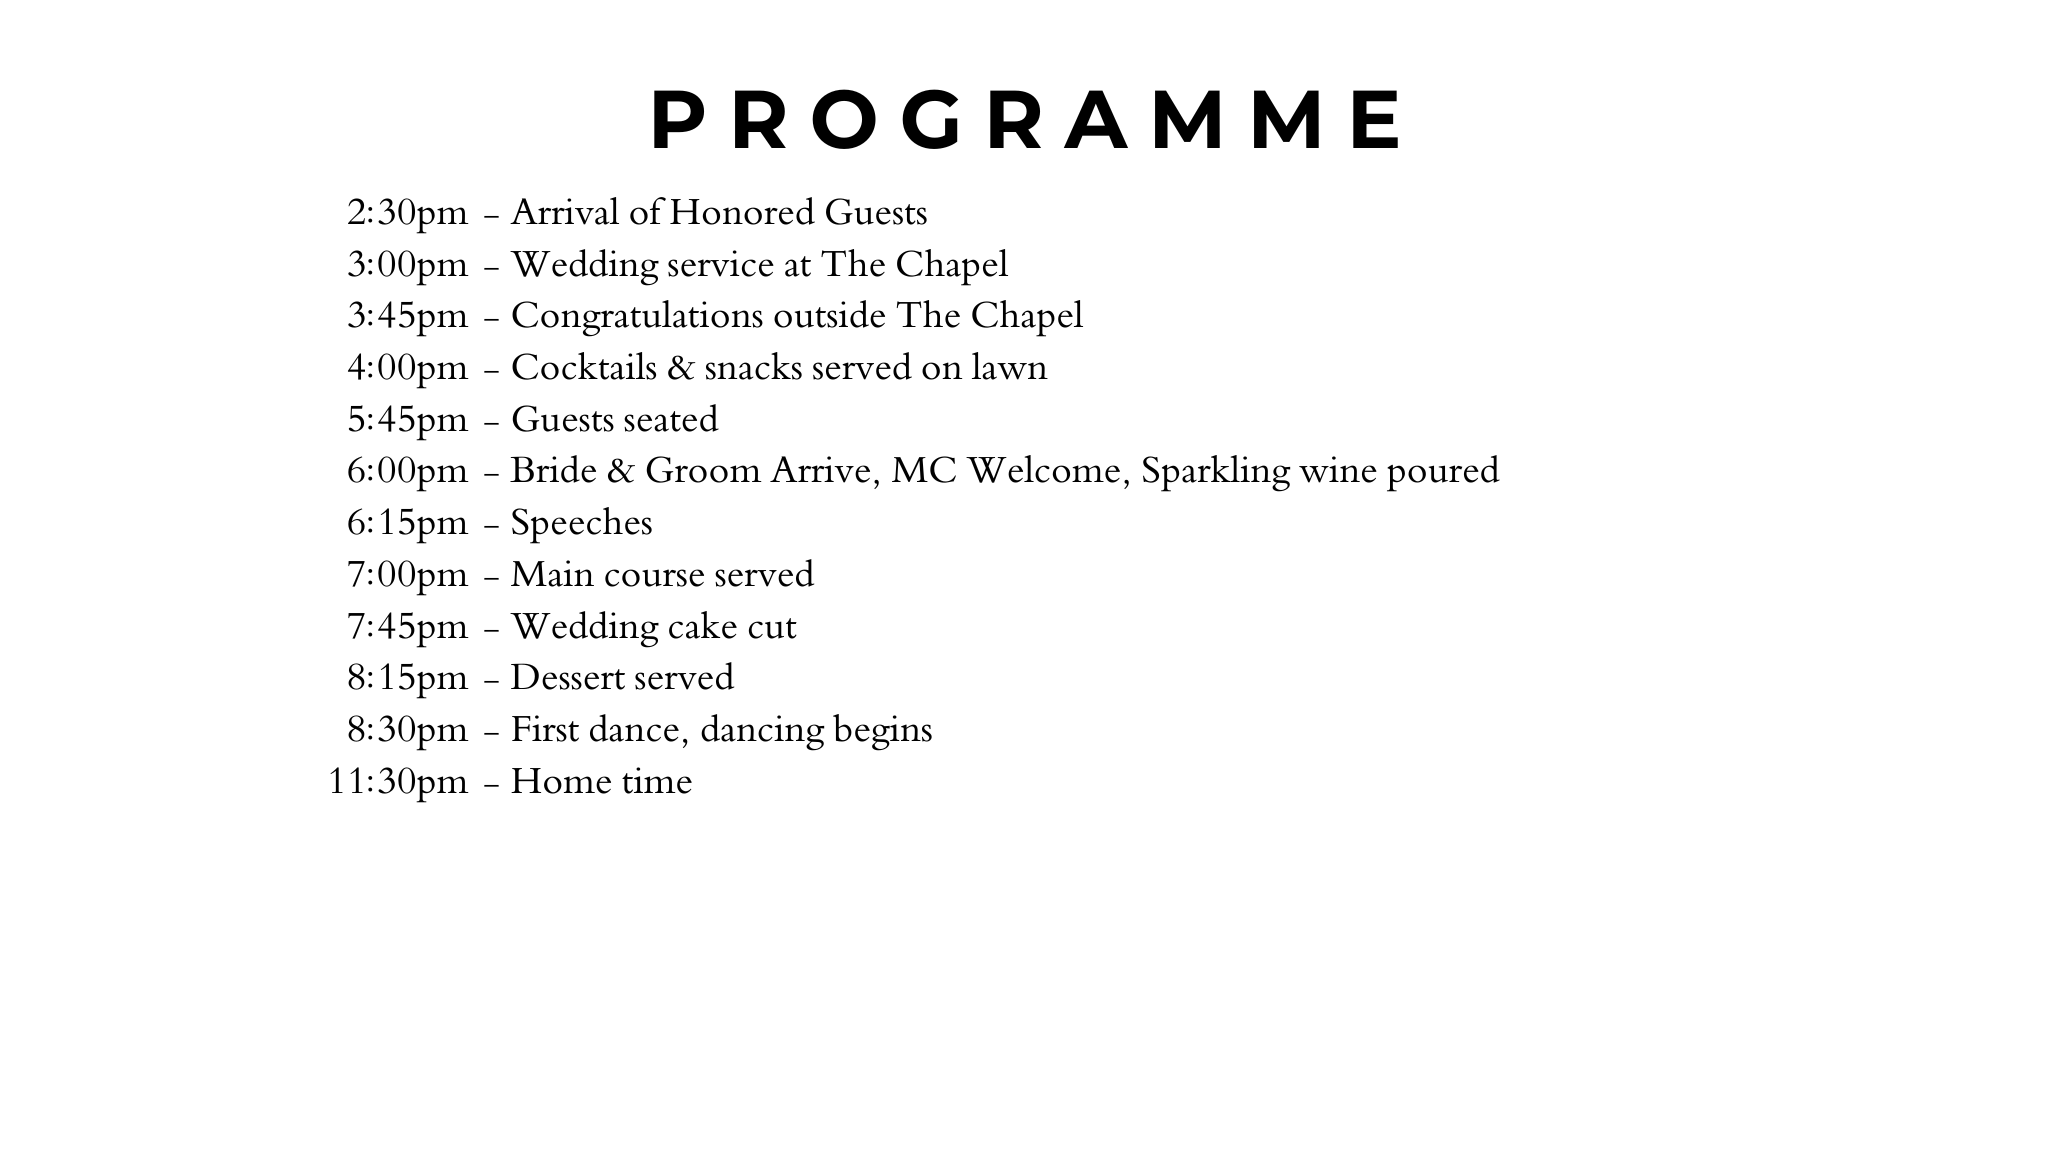 PROGRAMME
2:30pm – Arrival of Honored Guests
3:00pm – Wedding service at The Chapel
3:45pm – Congratulations outside The Chapel
4:00pm – Cocktails & snacks served on lawn
5:45pm – Guests seated
6:00pm – Bride & Groom Arrive, MC Welcome, Sparkling wine poured
6:15pm – Speeches
7:00pm – Main course served
7:45pm – Wedding cake cut
8:15pm – Dessert served
8:30pm – First dance, dancing begins
11:30pm – Home time